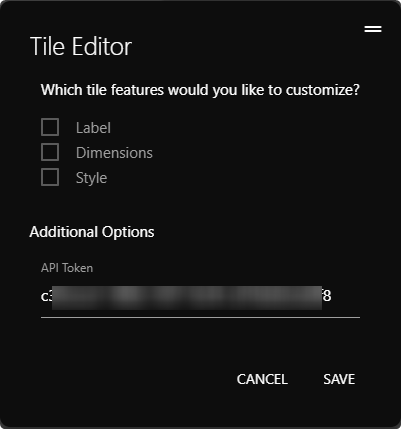 Tile Editor
Which tile features would you like to customize?
Label
Dimensions
Style
Additional Options
API Token
CANCEL SAVE